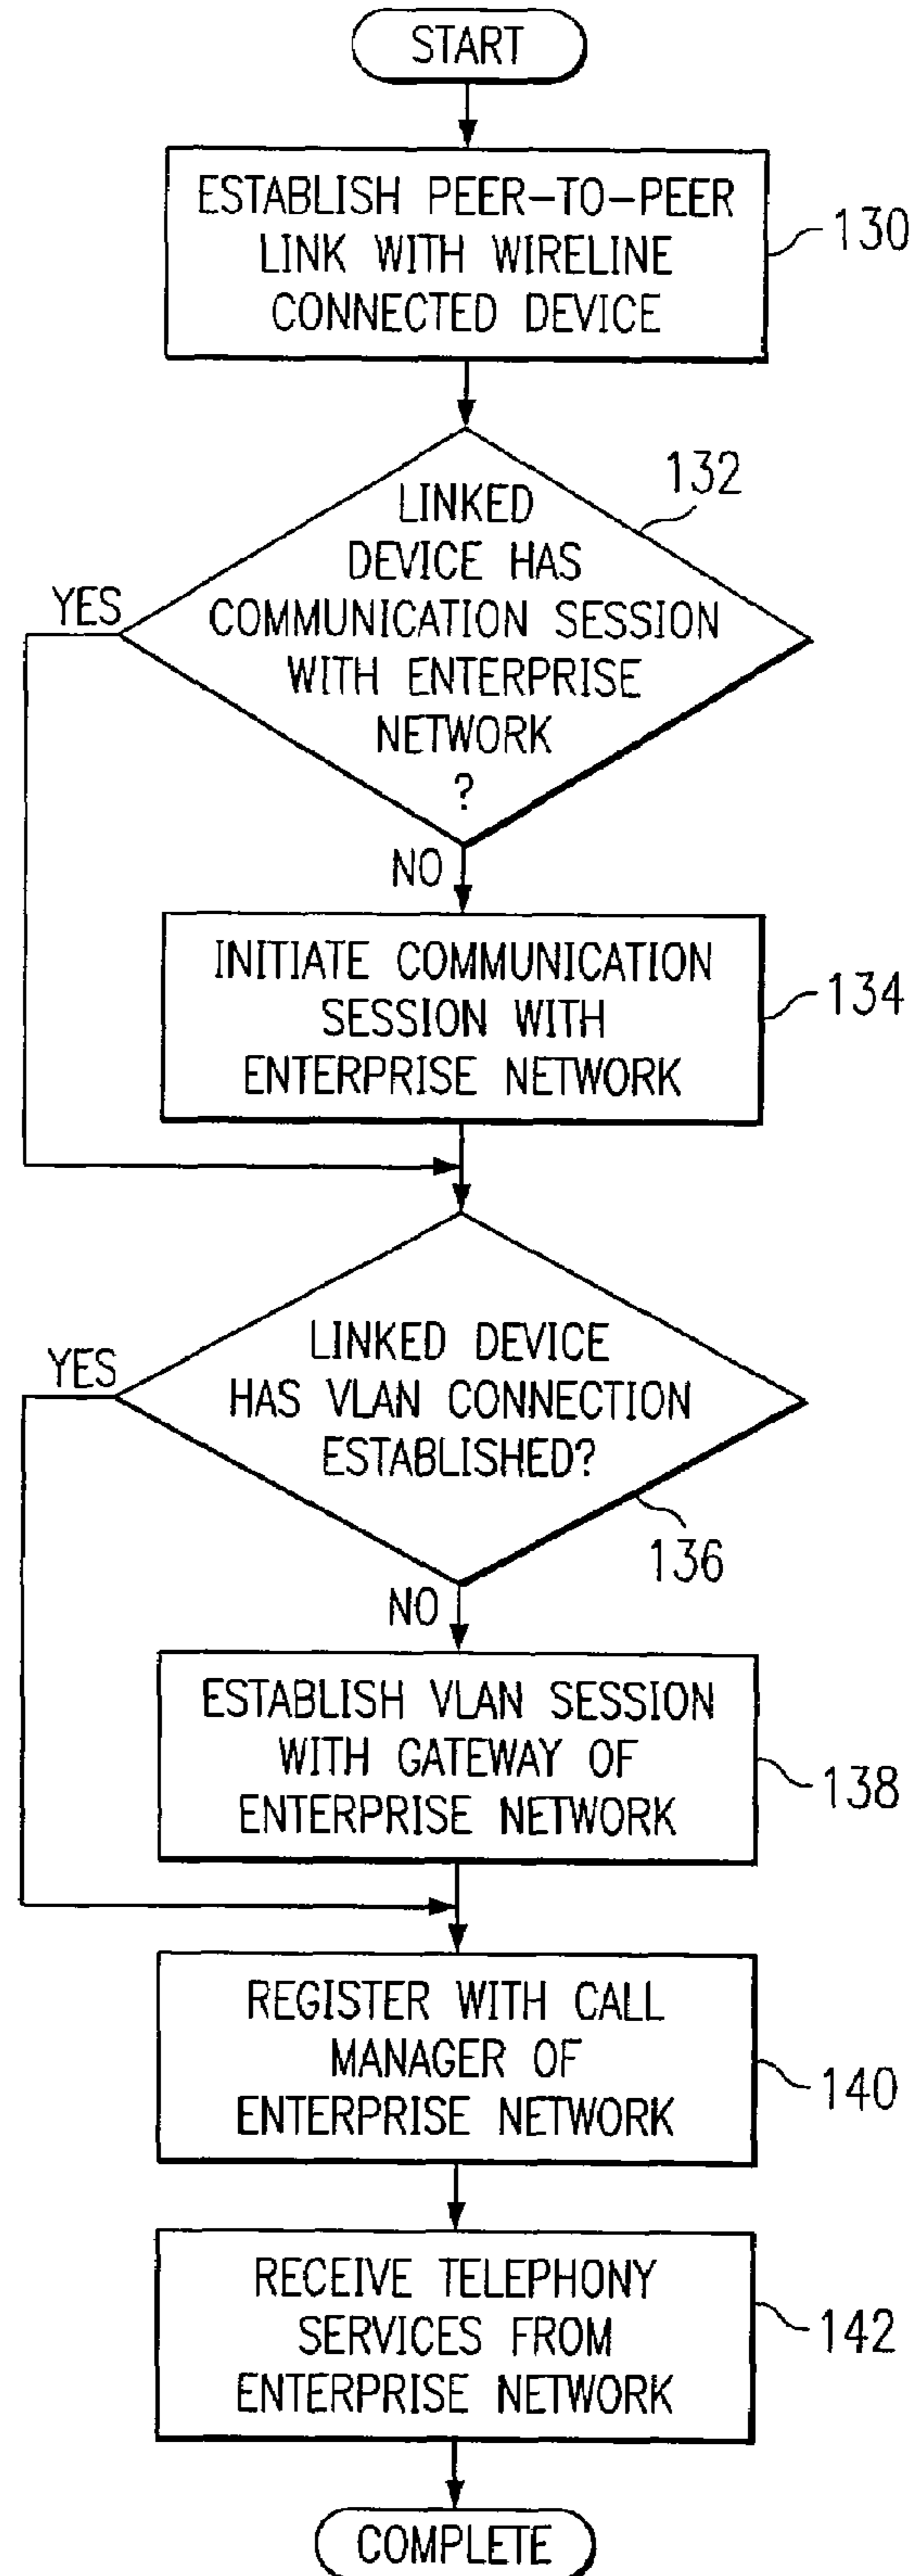 START
ESTABLISH PEER-TO-PEER
LINK WITH WIRELINE
CONNECTED DEVICE
130
132
LINKED
DEVICE HAS
COMMUNICATION SESSION
WITH ENTERPRISE
NETWORK
?
YES
NO
INITIATE COMMUNICATION
SESSION WITH
ENTERPRISE NETWORK
134
LINKED DEVICE
HAS VLAN CONNECTION
ESTABLISHED?
YES
136
NO
ESTABLISH VLAN SESSION
WITH GATEWAY OF
ENTERPRISE NETWORK
138
REGISTER WITH CALL
MANAGER OF
ENTERPRISE NETWORK
140
RECEIVE TELEPHONY
SERVICES FROM
ENTERPRISE NETWORK
142
COMPLETE